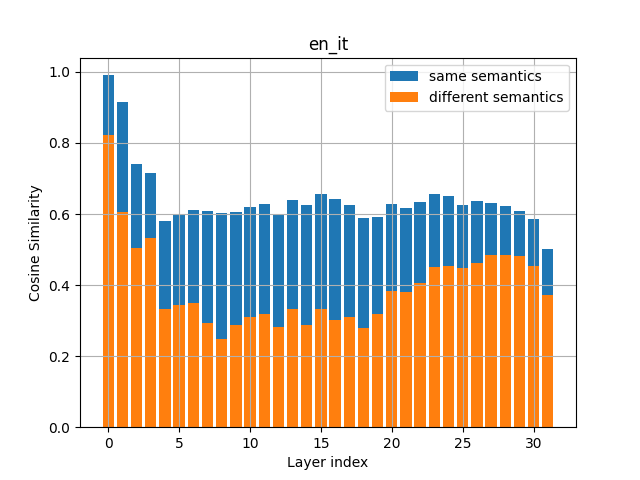 en_it
same semantics
different semantics
Cosine Similarity
1.0
0.8
0.6
0.4
0.2
0.0
0 5 10 15 20 25 30
Layer index